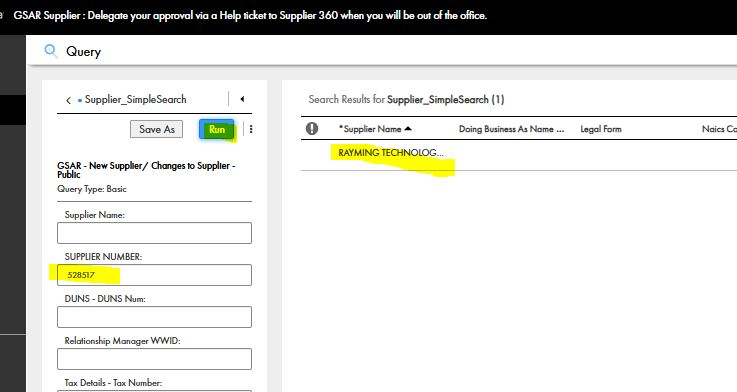 GSAR Supplier : Delegate your approval via a Help ticket to Supplier 360 when you will be out of the office.
Query
Supplier_SimpleSearch
Save As
Run
GSAR - New Supplier/ Changes to Supplier -
Public
Query Type: Basic
Supplier Name:
SUPPLIER NUMBER:
528517
DUNS - DUNS Num:
Relationship Manager WWID:
Tax Details - Tax Number:
Search Results for Supplier_SimpleSearch (1)
*Supplier Name Doing Business As Name ... Legal Form Naics Co
RAYMING TECHNOLOG...